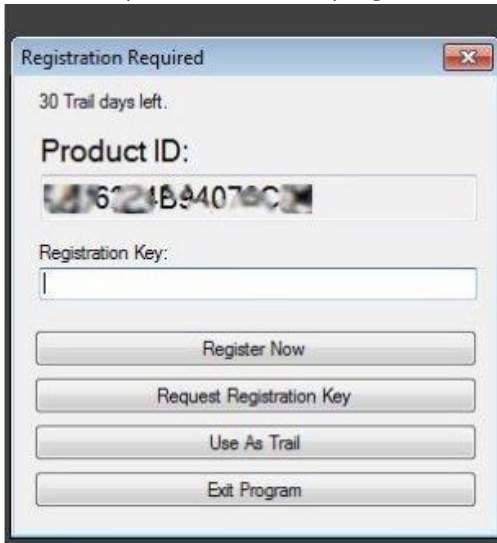 Registration Required
30 Trail days left.
Product ID:
Registration Key:
Register Now
Request Registration Key
Use As Trail
Exit Program